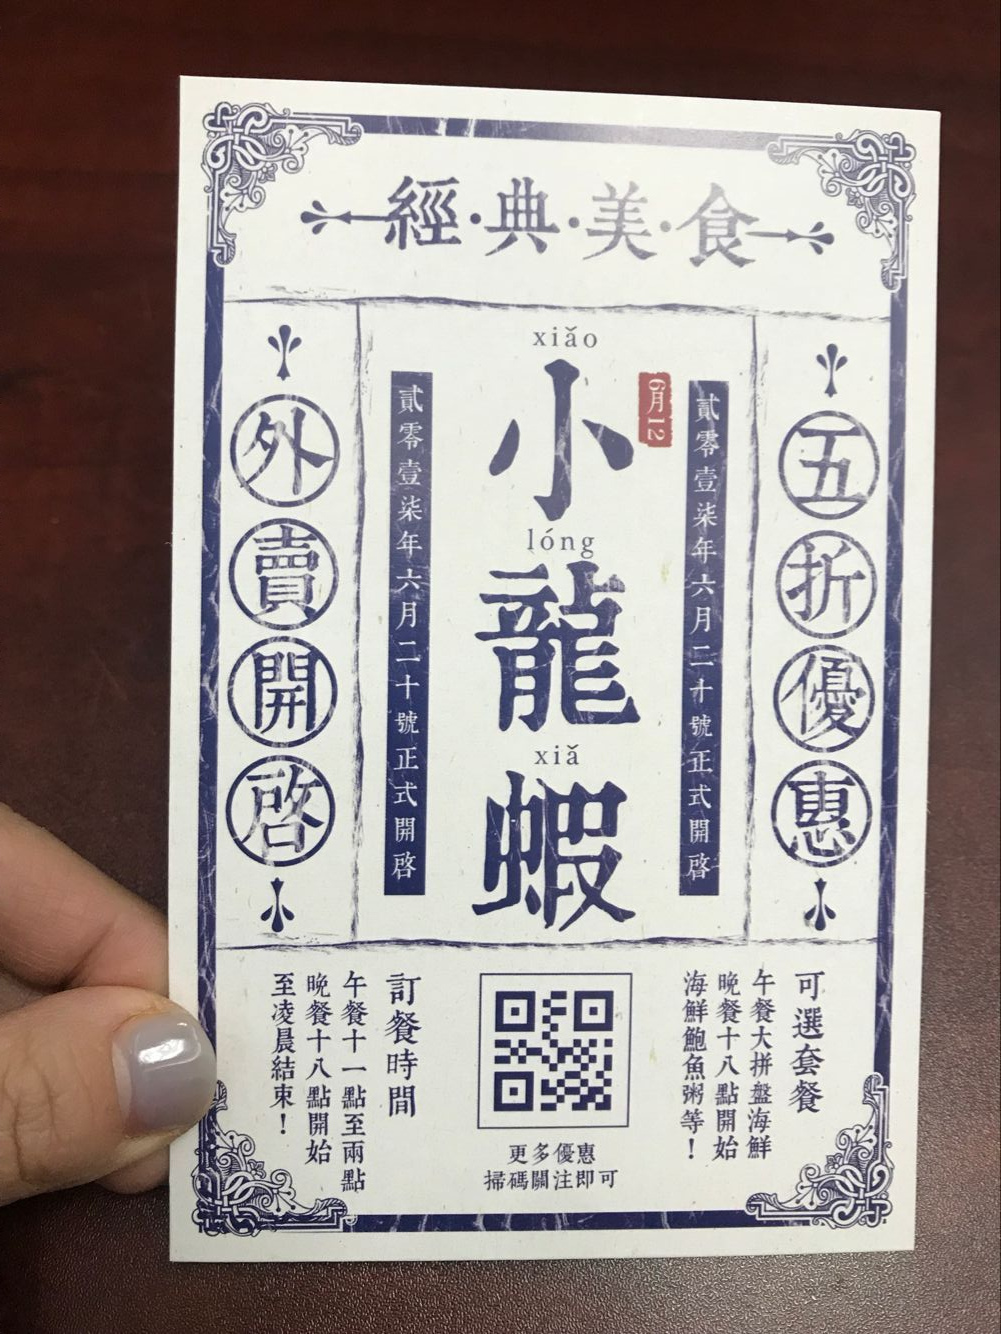 經·典·美·食
五折優惠
貳零壹柒年六月二十號正式開啓
xiǎo
小
lóng
龍
xiā
蝦
6月12
貳零壹柒年六月二十號正式開啓
外賣開啓
可選套餐
午餐大拼盤海鮮
晚餐十八點開始
海鮮鮑魚粥等！
更多優惠
掃碼關注即可
訂餐時間
午餐十一點至兩點
晚餐十八點開始
至凌晨結束！